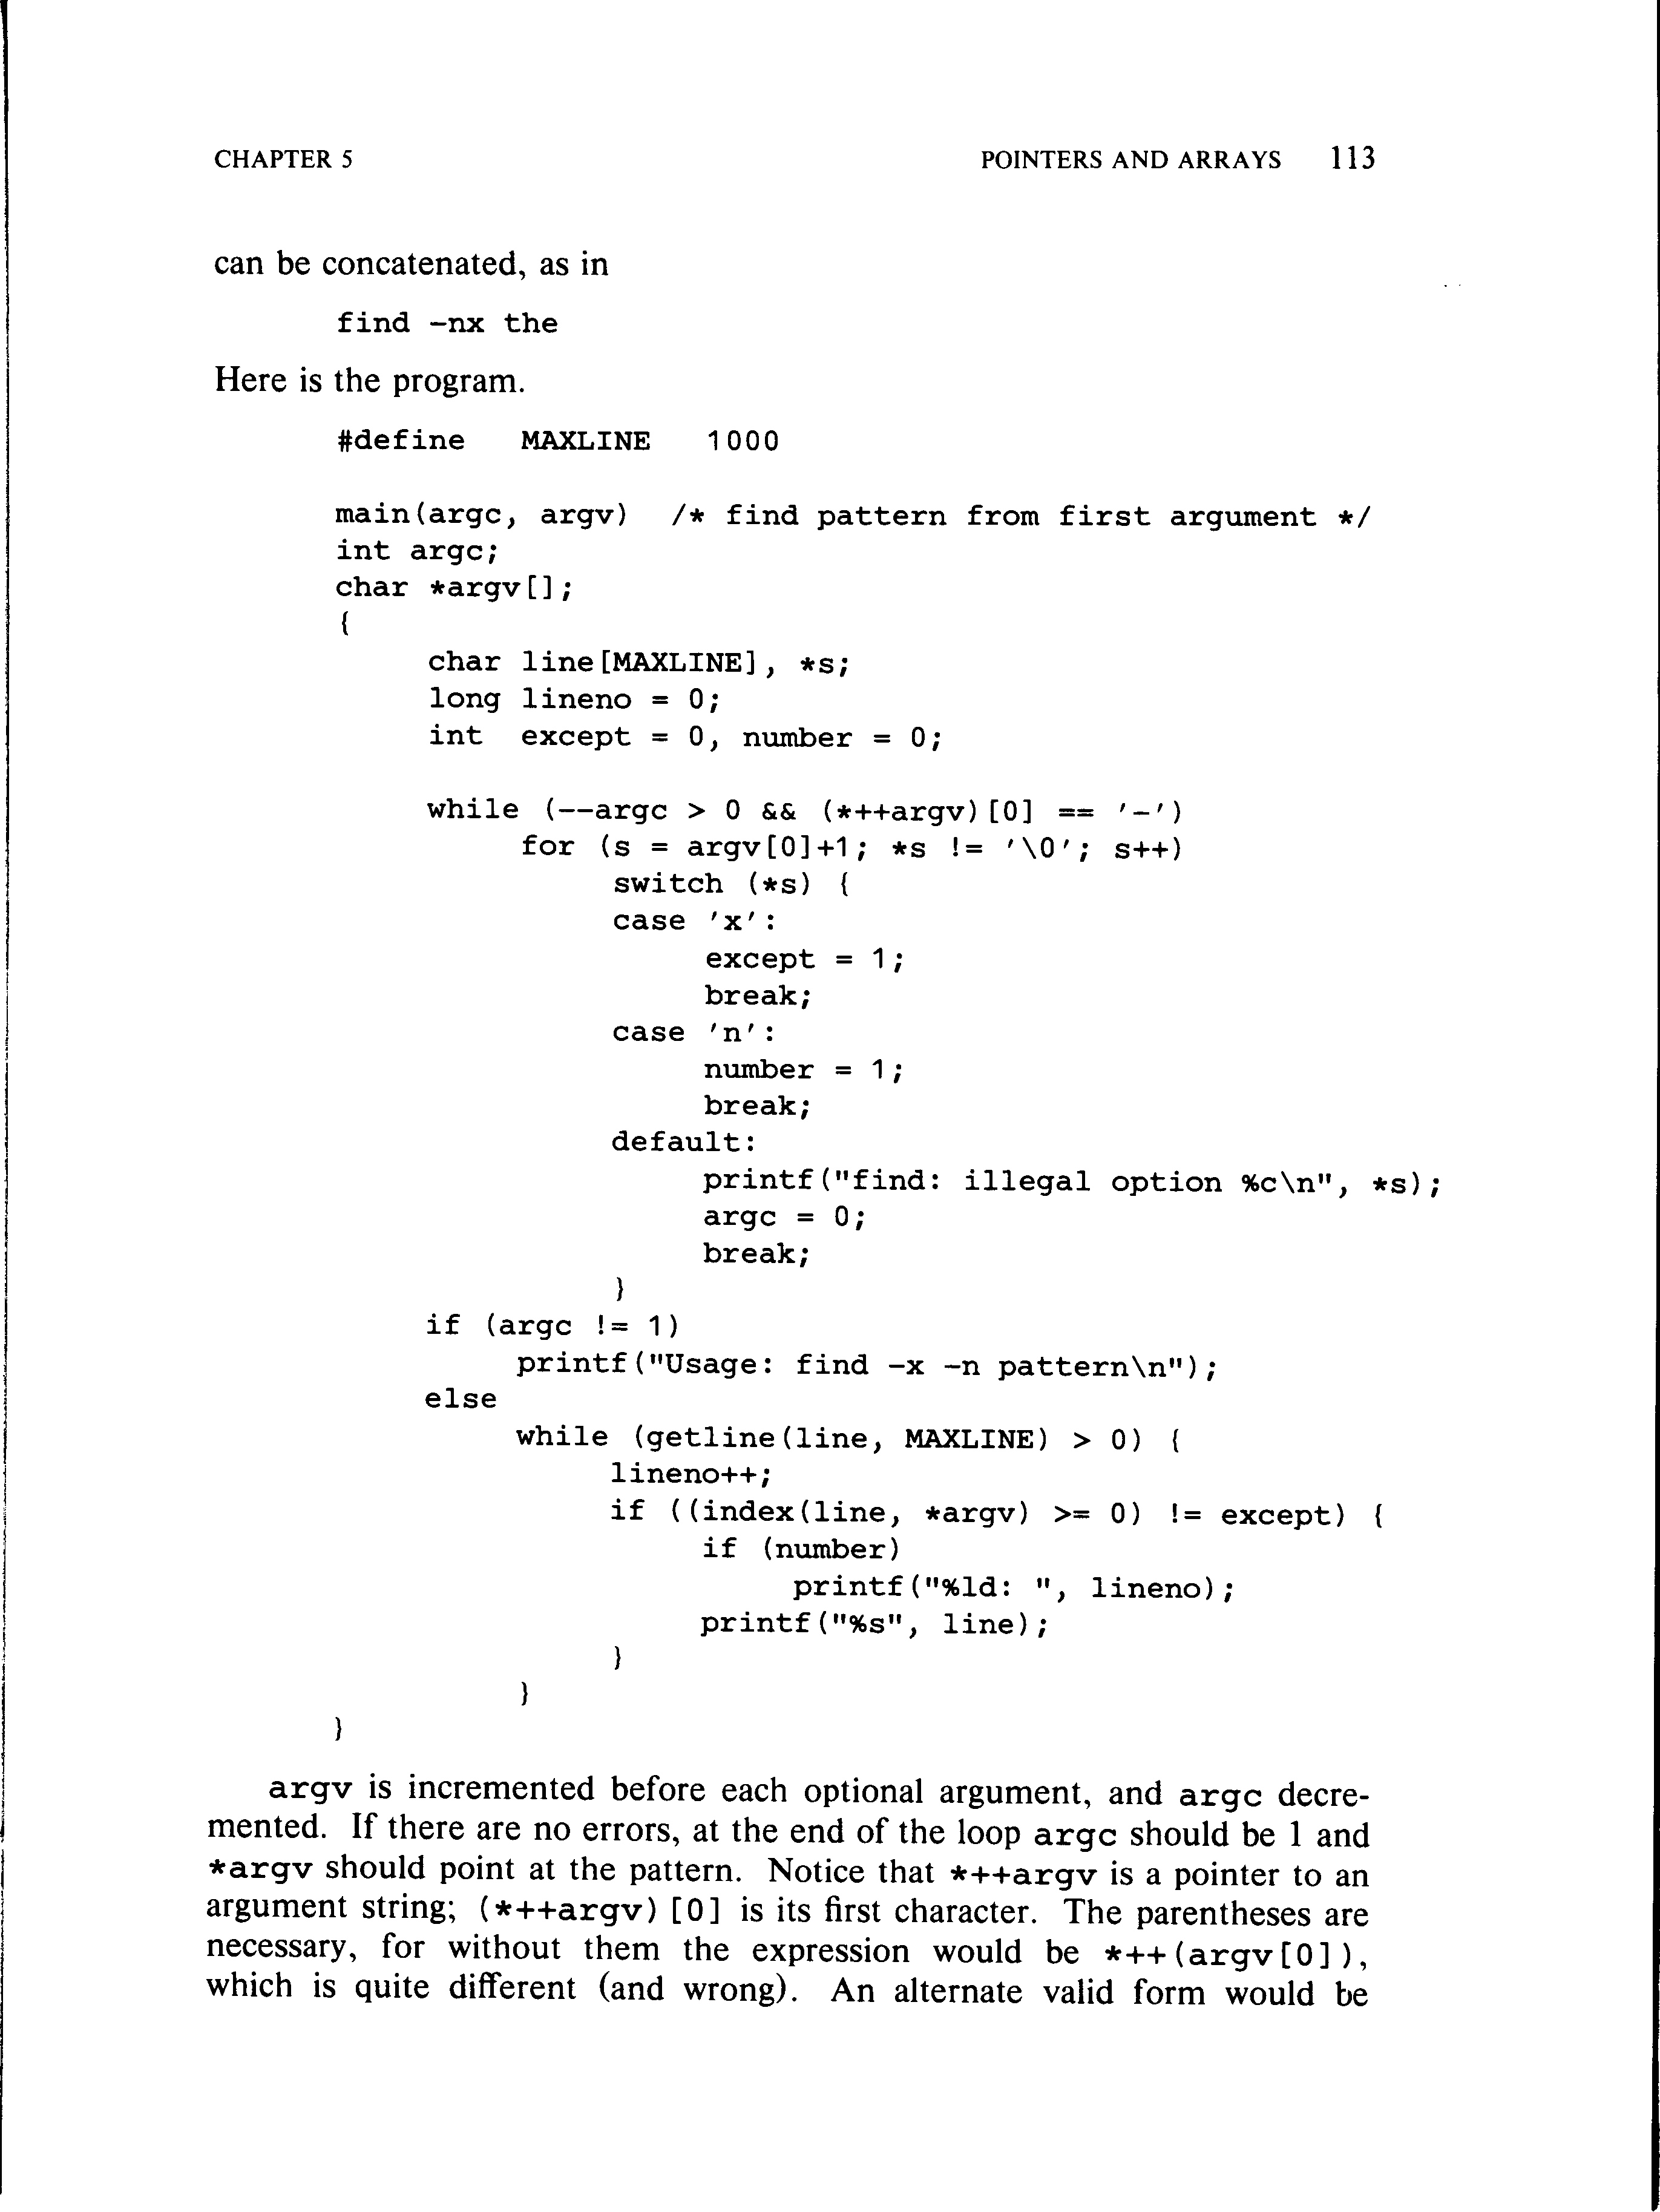 CHAPTER 5 POINTERS AND ARRAYS 113
can be concatenated, as in
find -nx the
Here is the program.
#define MAXLINE 1000
main(argc, argv) /* find pattern from first argument */
int argc;
char *argv[];
{
char line[MAXLINE], *s;
long lineno = 0;
int except = 0, number = 0;
while (--argc > 0 && (*++argv)[0] == '-')
for (s = argv[0]+1; *s != '\0'; s++)
switch (*s) {
case 'x':
except = 1;
break;
case 'n':
number = 1;
break;
default:
printf("find: illegal option %c\n", *s);
argc = 0;
break;
}
if (argc != 1)
printf("Usage: find -x -n pattern\n");
else
while (getline(line, MAXLINE) > 0) {
lineno++;
if ((index(line, *argv) >= 0) != except) {
if (number)
printf("%ld: ", lineno);
printf("%s", line);
}
}
}
argv is incremented before each optional argument, and argc decre-
mented. If there are no errors, at the end of the loop argc should be 1 and
*argv should point at the pattern. Notice that *++argv is a pointer to an
argument string; (*++argv)[0] is its first character. The parentheses are
necessary, for without them the expression would be *++(argv[0]),
which is quite different (and wrong). An alternate valid form would be